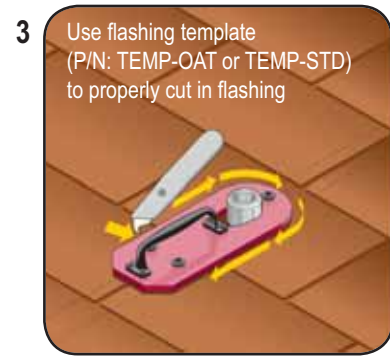 3
Use flashing template
(P/N: TEMP-OAT or TEMP-STD)
to properly cut in flashing